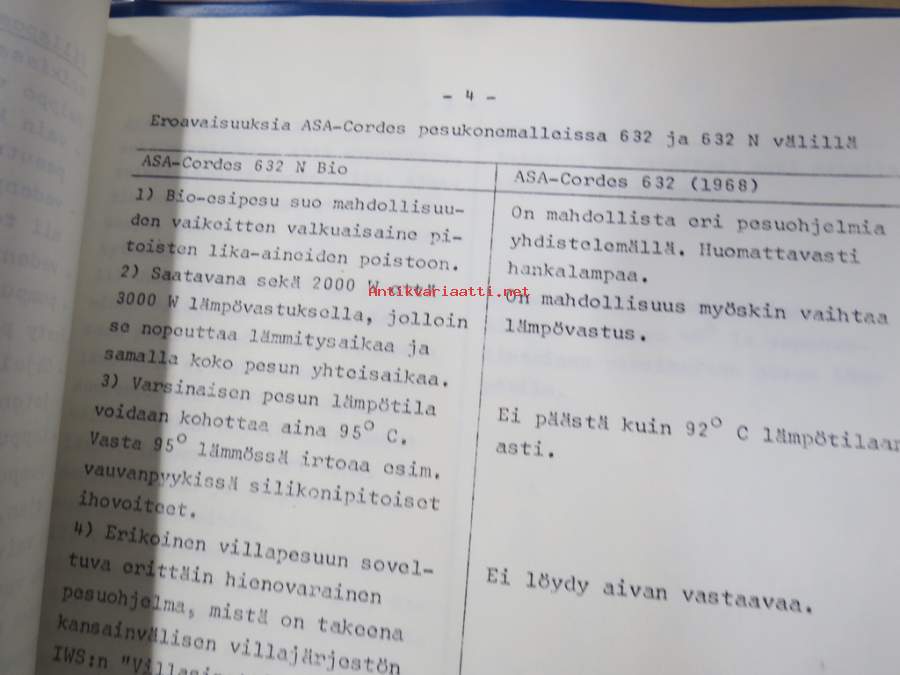 - 4 -
Eroavaisuuksia ASA-Cordes pesukonemalleissa 632 ja 632 N välillä
ASA-Cordes 632 N Bio
1) Bio-esipesu suo mahdollisuu-
den vaikeitten valkuaisaine pi-
toisten lika-aineiden poistoon.
2) Saatavana sekä 2000 W että
3000 W lämpövastuksella, jolloin
se nopeuttaa lämmitysaikaa ja
samalla koko pesun yhteisaikaa.
3) Varsinaisen pesun lämpötila
voidaan kohottaa aina 95° C.
Vasta 95° lämmössä irtoaa esim.
vauvanpyykissä silikonipitoiset
ihovoiteet.
4) Erikoinen villapesuun sovel-
tuva erittäin hienovarainen
pesuohjelma, mistä on takeena
kansainvälisen villajärjestön
IWS:n
ASA-Cordes 632 (1968)
On mahdollista eri pesuohjelmia
yhdistelemällä. Huomattavasti
hankalampaa.
On mahdollisuus myöskin vaihtaa
lämpövastus.
Ei päästä kuin 92° C lämpötilaan
asti.
Ei löydy aivan vastaavaa.
Antikvariaatti.net